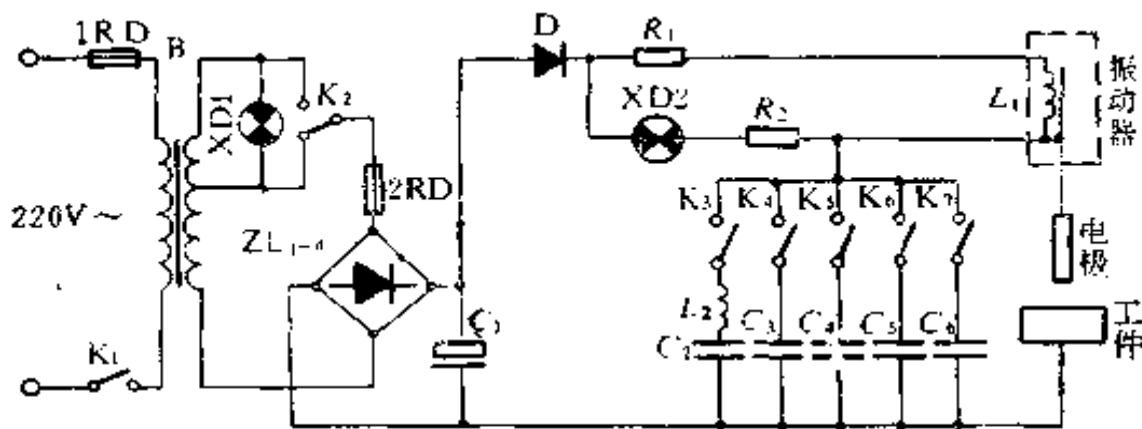 1RD
B
XD1
K₂
2RD
220V～
K₁
ZL₁₋₄
C₁
D
R₁
XD2
R₂
L₁
振动器
K₃ K₄ K₅ K₆ K₇
L₂
C₂ C₃ C₄ C₅ C₆
电极
工件